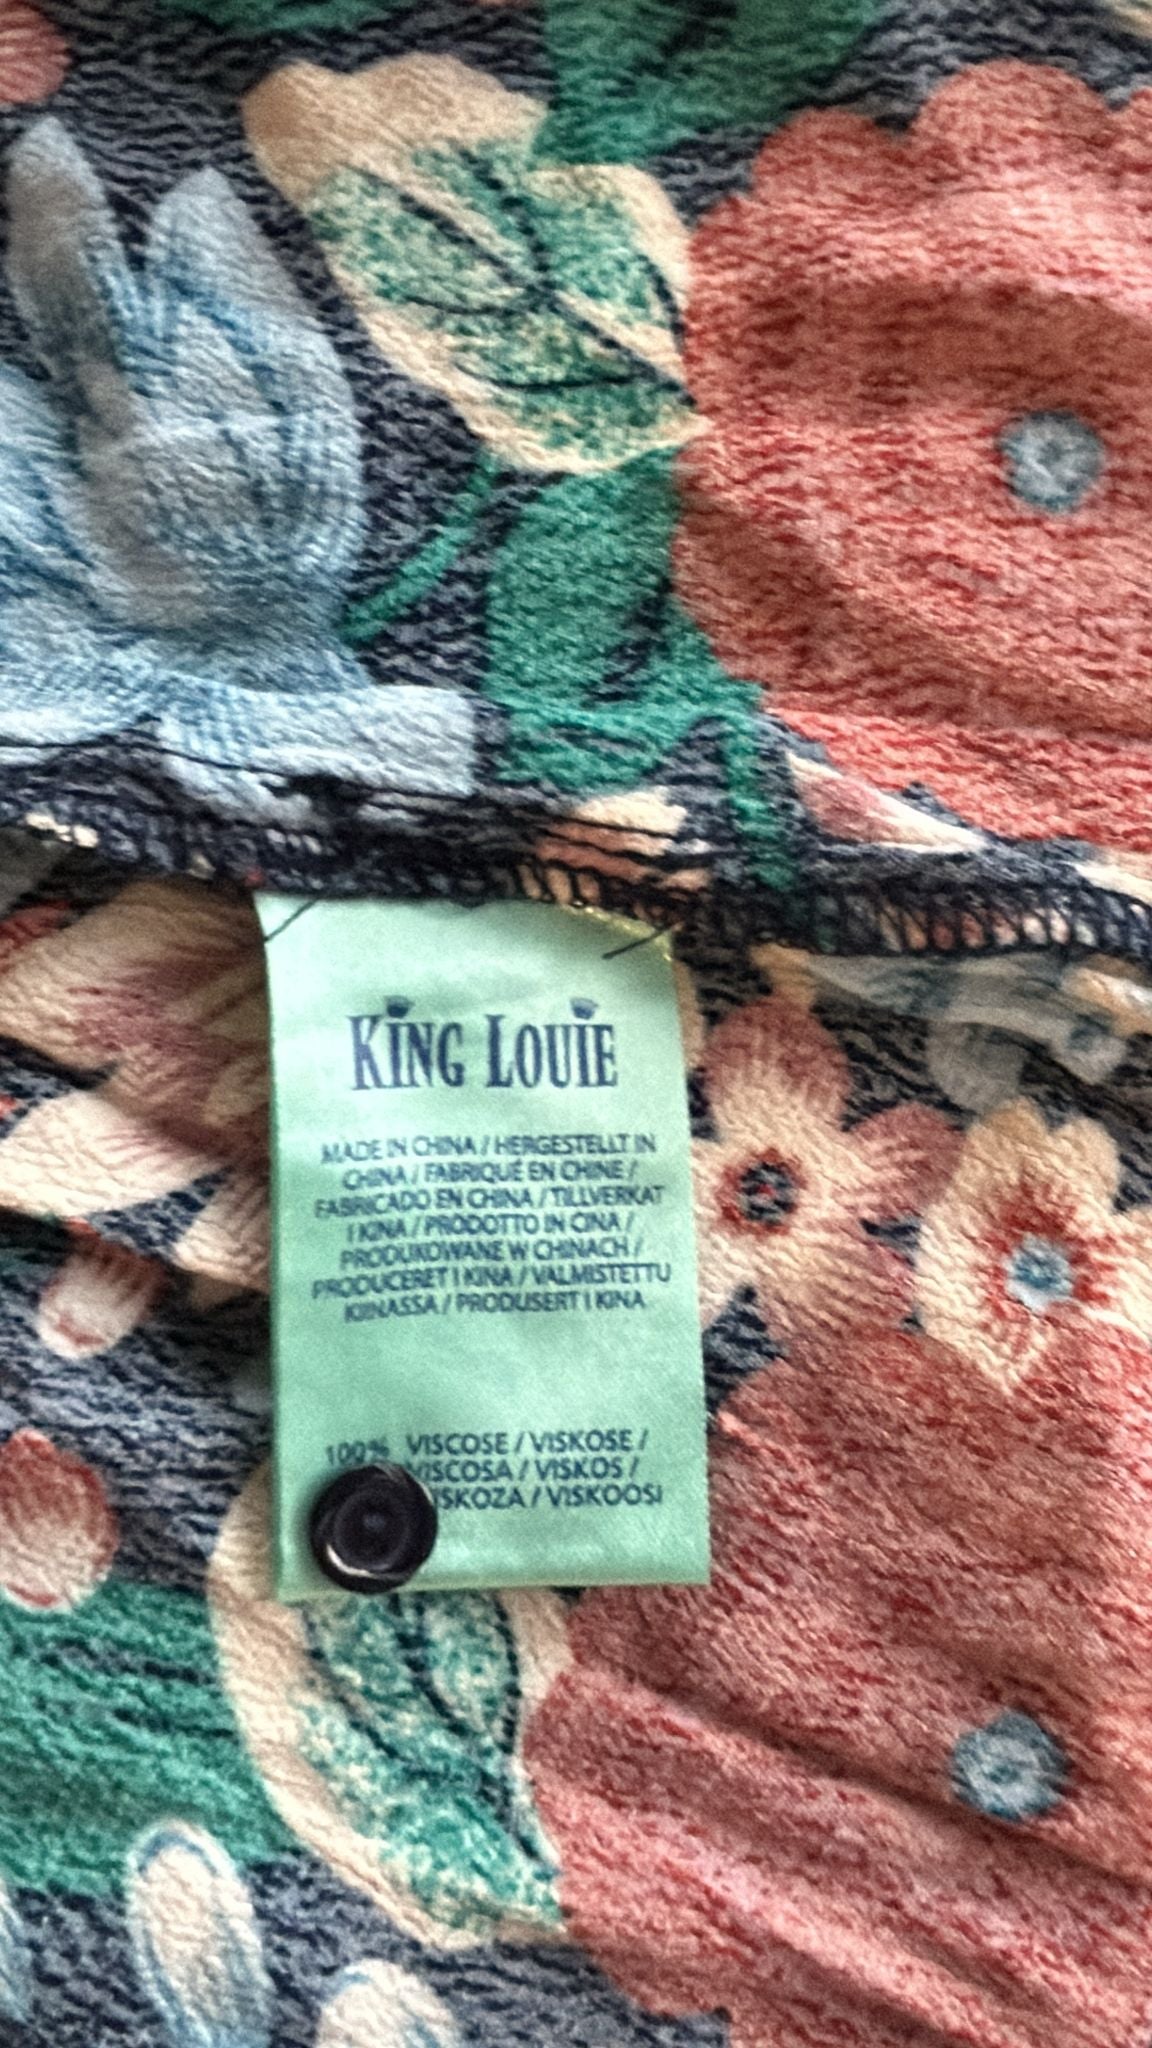 KING LOUIE
MADE IN CHINA / HERGESTELLT IN
CHINA / FABRIQUÉ EN CHINE /
FABRICADO EN CHINA / TILLVERKAT
I KINA / PRODOTTO IN CINA /
PRODUKOWANE W CHINACH /
PRODUCERET I KINA / VALMISTETTU
KIINASSA / PRODUSERT I KINA
100% VISCOSE / VISKOSE /
VISCOSA / VISKOS /
/ VISKOOSI